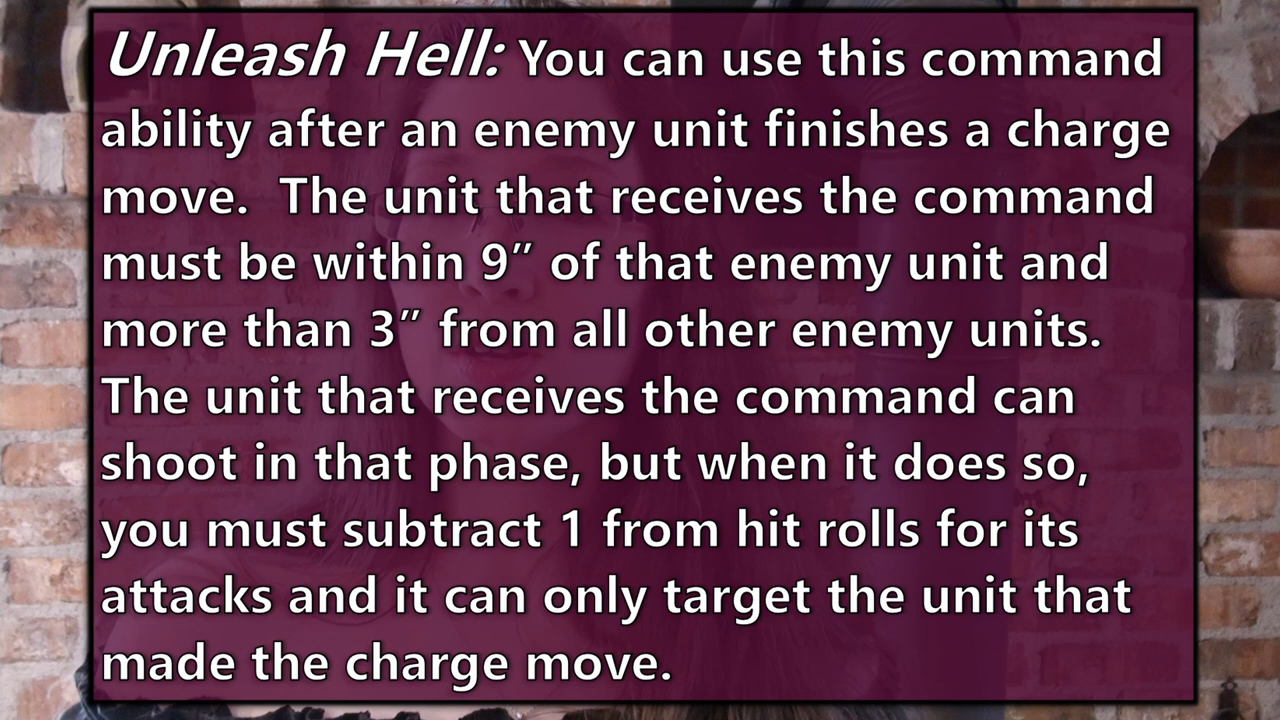 Unleash Hell: You can use this command
ability after an enemy unit finishes a charge
move.  The unit that receives the command
must be within 9” of that enemy unit and
more than 3” from all other enemy units.
The unit that receives the command can
shoot in that phase, but when it does so,
you must subtract 1 from hit rolls for its
attacks and it can only target the unit that
made the charge move.